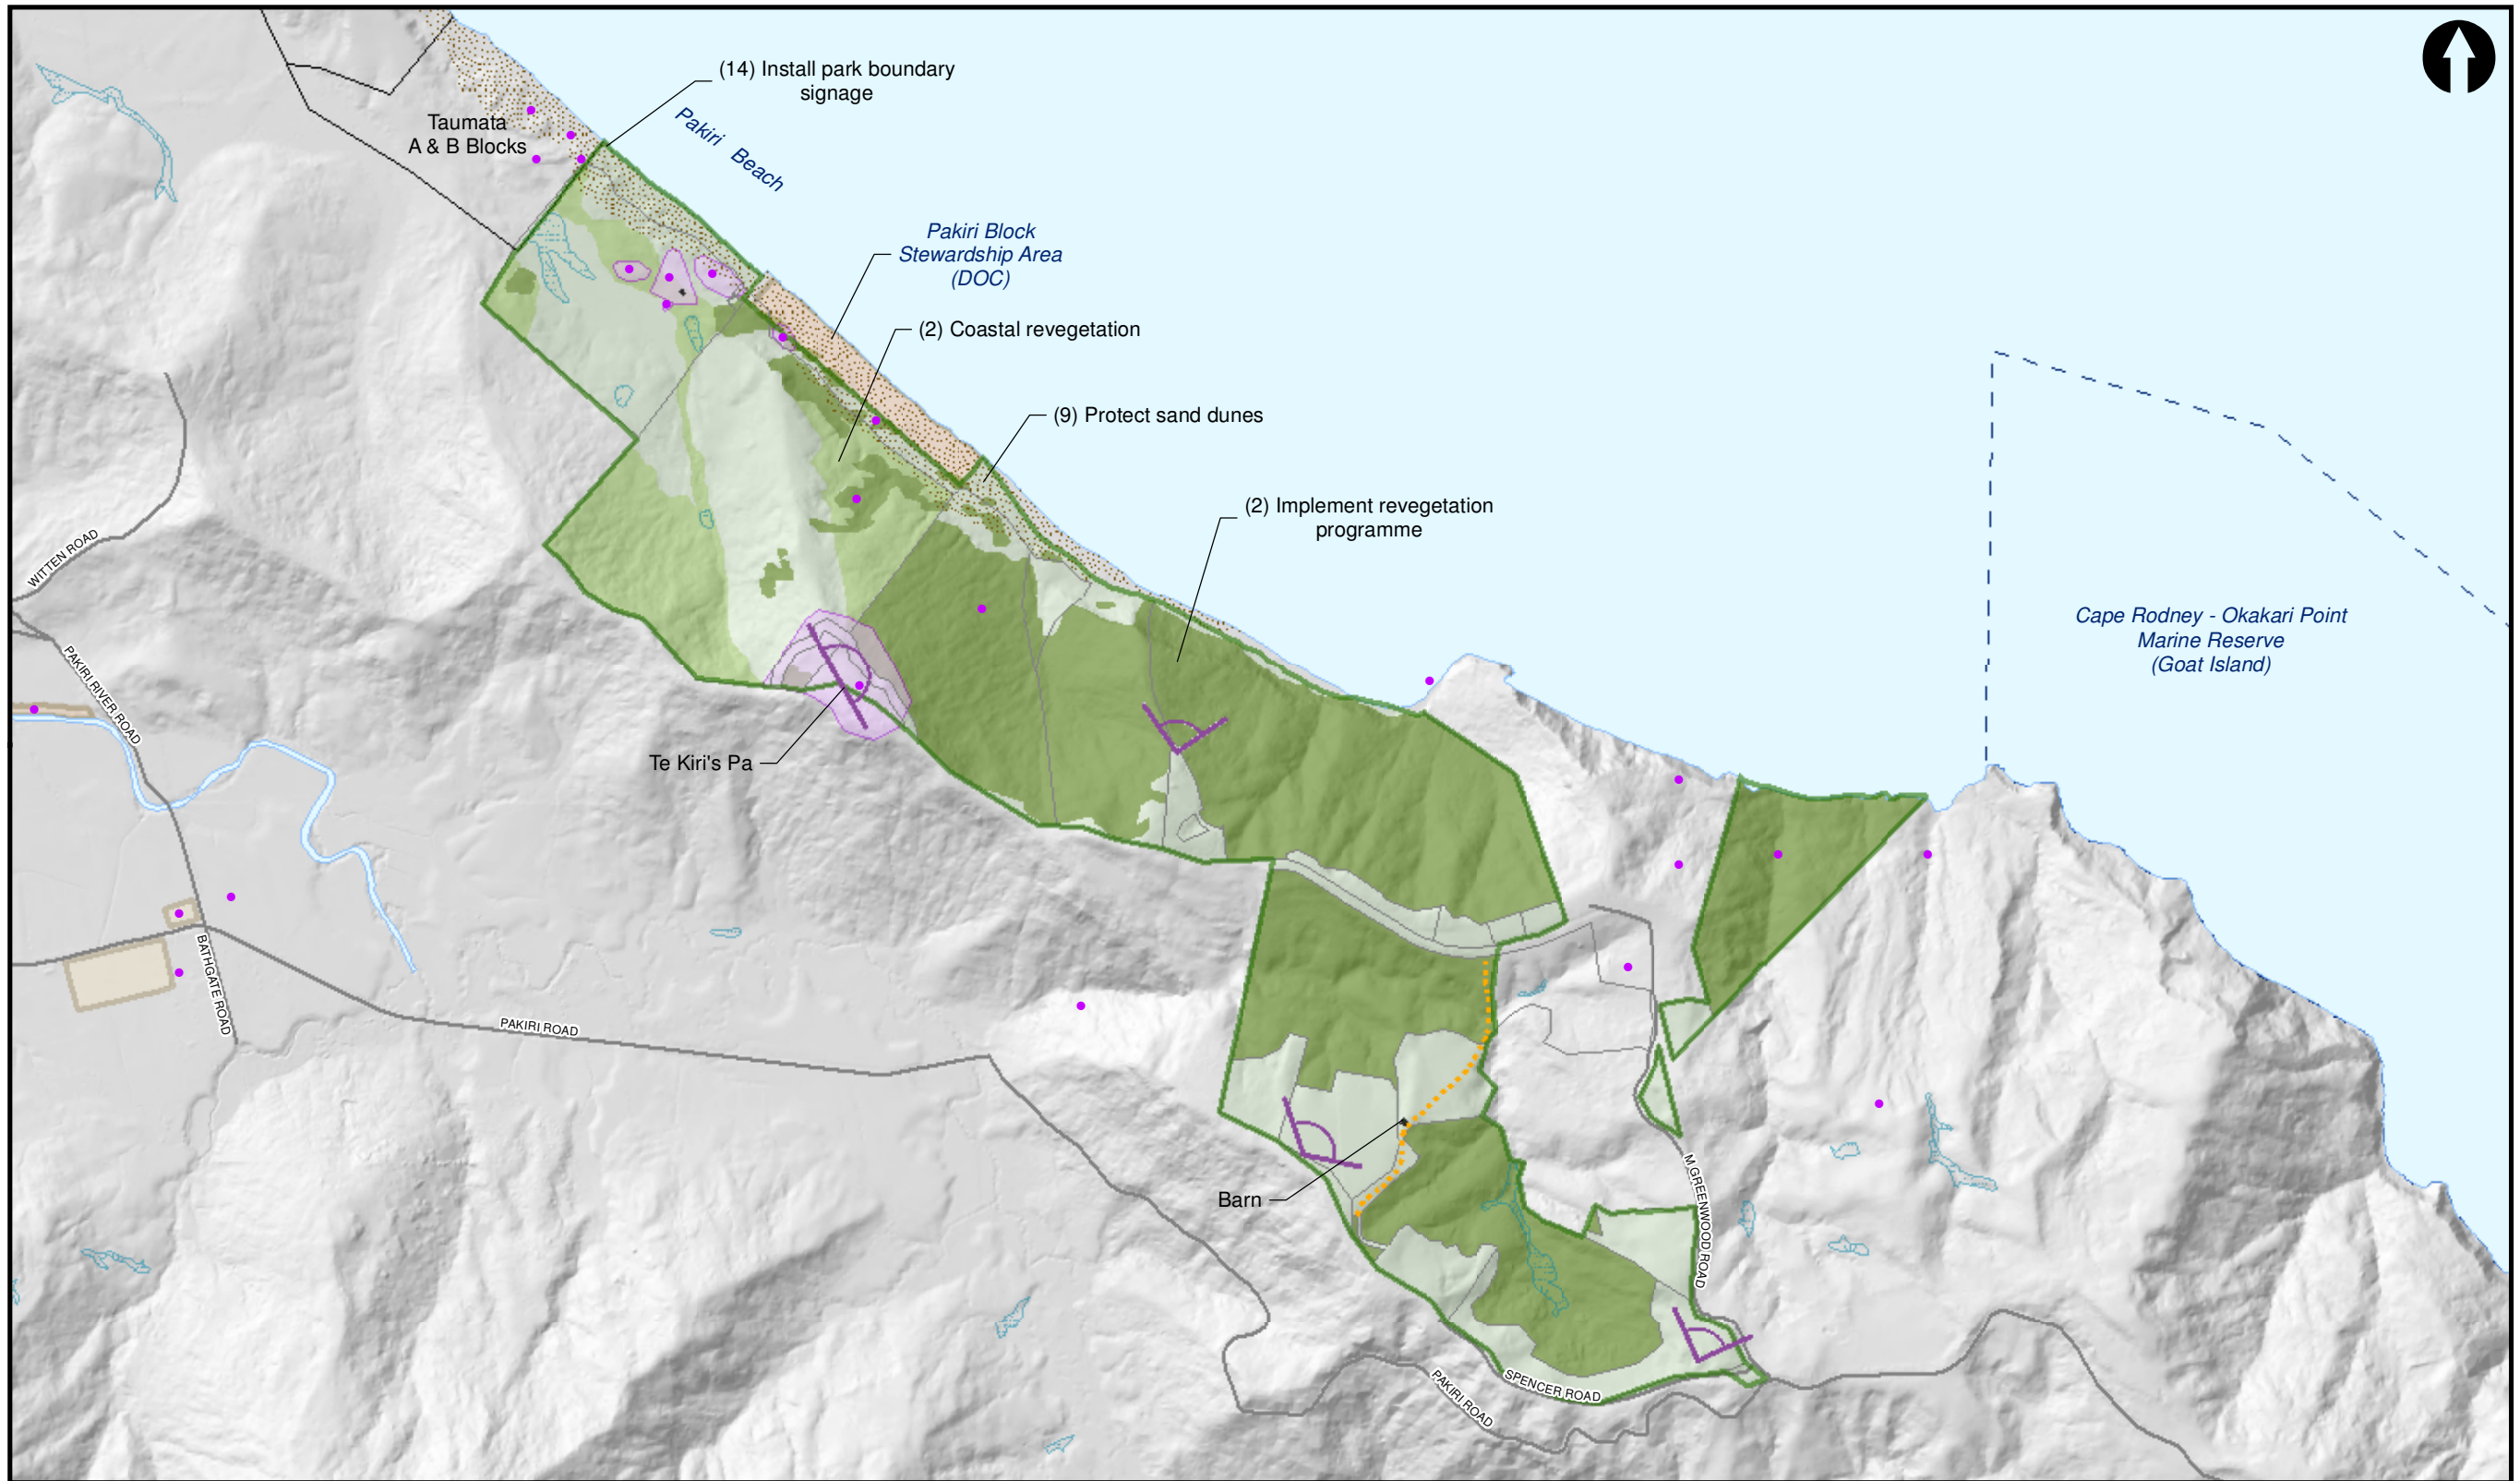 (14) Install park boundary
signage
Pakiri Beach
Taumata
A & B Blocks
Pakiri Block
Stewardship Area
(DOC)
(2) Coastal revegetation
(9) Protect sand dunes
(2) Implement revegetation
programme
WITTEN ROAD
Cape Rodney - Okakari Point
Marine Reserve
(Goat Island)
PAKIRI RIVER ROAD
Te Kiri's Pa
BATHGATE ROAD
PAKIRI ROAD
Barn
M GREENWOOD ROAD
SPENCER ROAD
PAKIRI ROAD